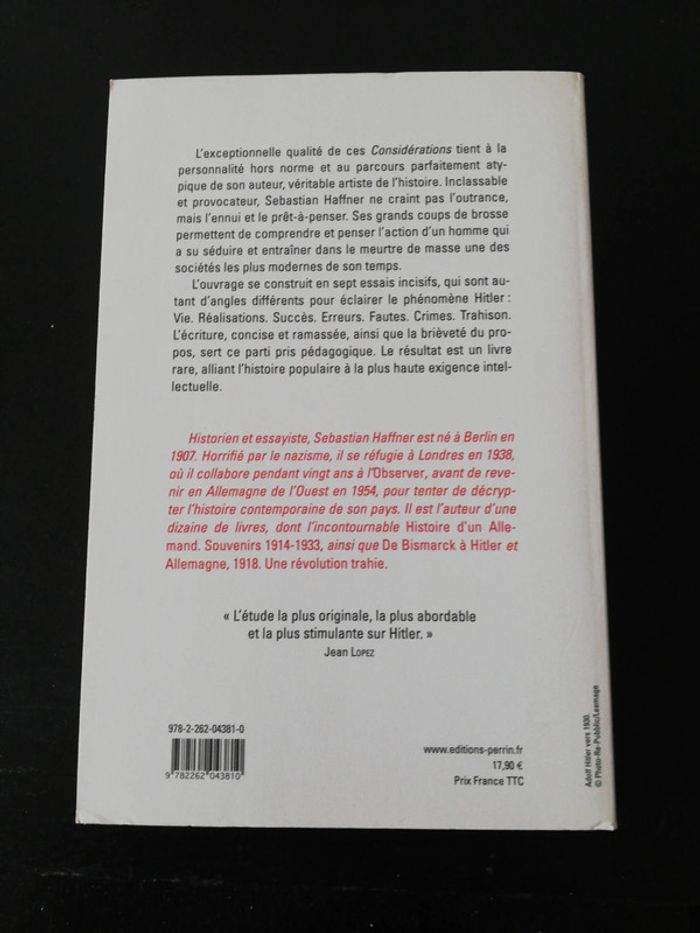 L'exceptionnelle qualité de ces Considérations tient à la
personnalité hors norme et au parcours parfaitement aty-
pique de son auteur, véritable artiste de l'histoire. Inclassable
et provocateur, Sebastian Haffner ne craint pas l'outrance,
mais l'ennui et le prêt-à-penser. Ses grands coups de brosse
permettent de comprendre et penser l'action d'un homme qui
a su séduire et entraîner dans le meurtre de masse une des
sociétés les plus modernes de son temps.
L'ouvrage se construit en sept essais incisifs, qui sont au-
tant d'angles différents pour éclairer le phénomène Hitler :
Vie. Réalisations. Succès. Erreurs. Fautes. Crimes. Trahison.
L'écriture, concise et ramassée, ainsi que la brièveté du pro-
pos, sert ce parti pris pédagogique. Le résultat est un livre
rare, alliant l'histoire populaire à la plus haute exigence intel-
lectuelle.
Historien et essayiste, Sebastian Haffner est né à Berlin en
1907. Horrifié par le nazisme, il se réfugie à Londres en 1938,
où il collabore pendant vingt ans à l'Observer, avant de reve-
nir en Allemagne de l'Ouest en 1954, pour tenter de décryp-
ter l'histoire contemporaine de son pays. Il est l'auteur d'une
dizaine de livres, dont l'incontournable Histoire d'un Alle-
mand. Souvenirs 1914-1933, ainsi que De Bismarck à Hitler et
Allemagne, 1918. Une révolution trahie.
« L'étude la plus originale, la plus abordable
et la plus stimulante sur Hitler. »
Jean Lopez
978-2-262-04381-0
9 782262 043810
www.editions-perrin.fr
17,90 €
Prix France TTC
Adolf Hitler vers 1930.
© Photo-Re-Pubblic/Leemage